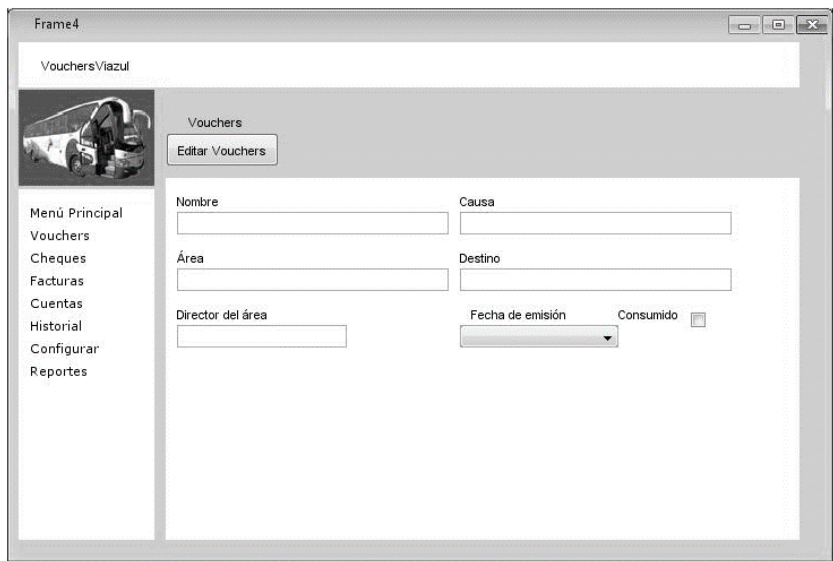 Frame4
VouchersViazul
Vouchers
Editar Vouchers
Menú Principal
Vouchers
Cheques
Facturas
Cuentas
Historial
Configurar
Reportes
Nombre
Causa
Área
Destino
Director del área
Fecha de emisión
Consumido